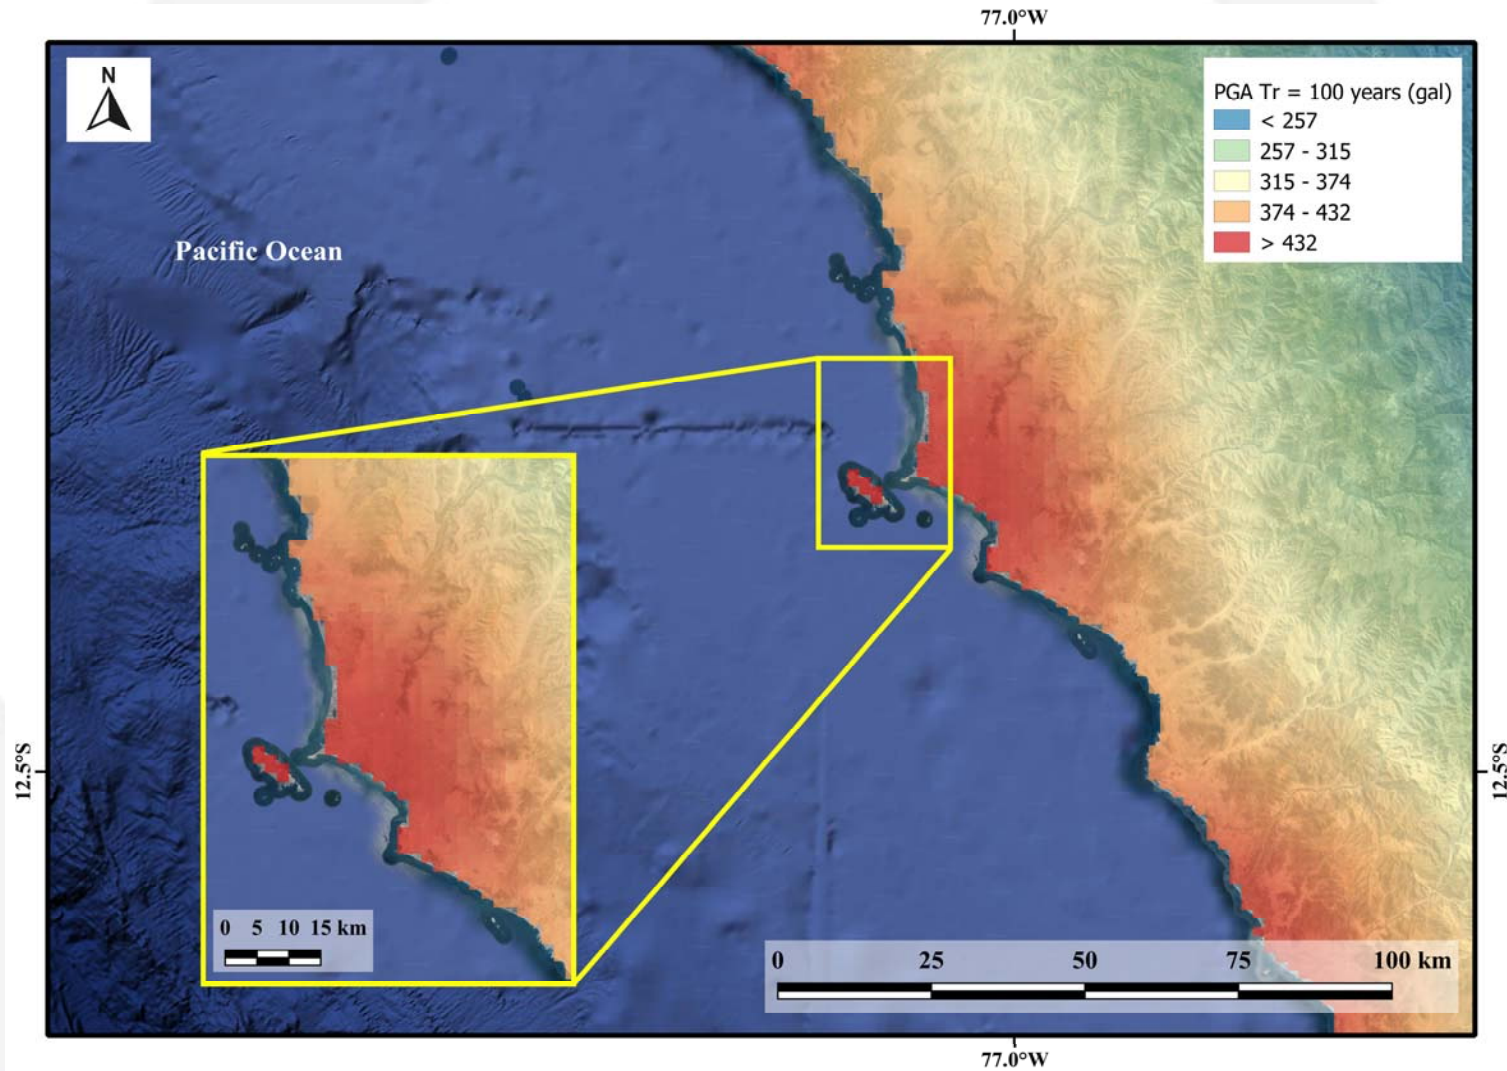 77.0°W
N
PGA Tr = 100 years (gal)
< 257
257 - 315
315 - 374
374 - 432
> 432
Pacific Ocean
12.5°S
12.5°S
0 5 10 15 km
0 25 50 75 100 km
77.0°W